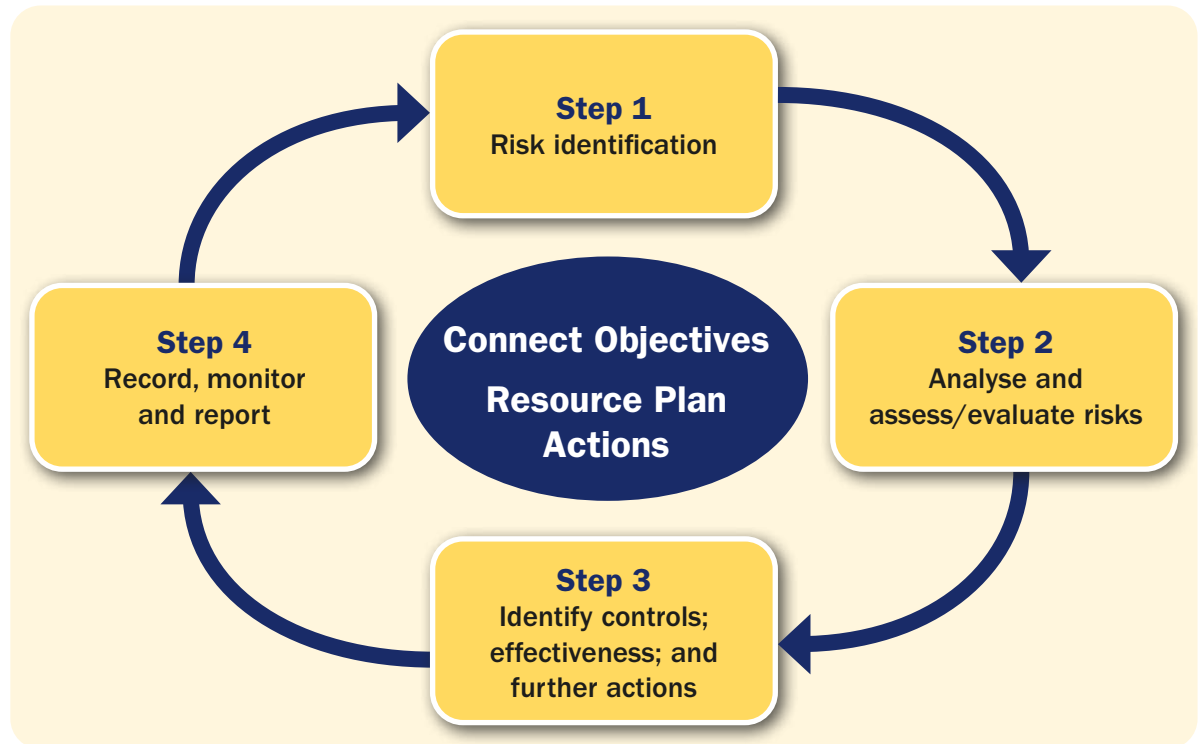 Step 1
Risk identification
Step 2
Analyse and
assess/evaluate risks
Step 3
Identify controls;
effectiveness; and
further actions
Step 4
Record, monitor
and report
Connect Objectives
Resource Plan
Actions